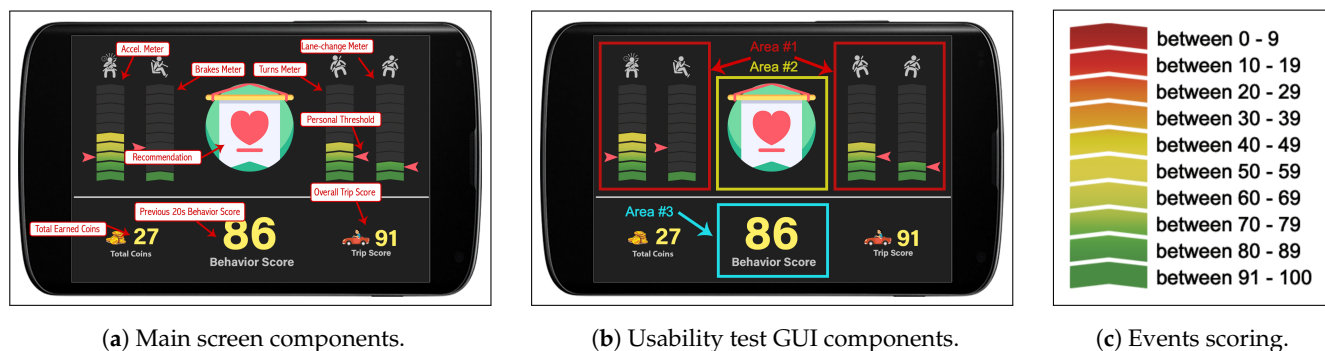 Accel. Meter
Lane-change Meter
Brakes Meter
Turns Meter
Personal Threshold
Recommendation
Overall Trip Score
Previous 20s Behavior Score
Total Earned Coins
27
Total Coins
86
Behavior Score
91
Trip Score
(a) Main screen components.
Area #1
Area #2
Area #3
27
Total Coins
86
Behavior Score
91
Trip Score
(b) Usability test GUI components.
between 0 - 9
between 10 - 19
between 20 - 29
between 30 - 39
between 40 - 49
between 50 - 59
between 60 - 69
between 70 - 79
between 80 - 89
between 91 - 100
(c) Events scoring.